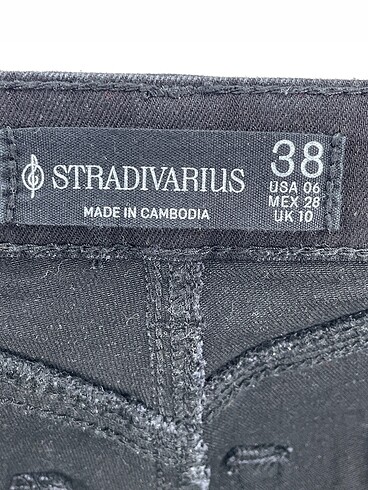 STRADIVARIUS
MADE IN CAMBODIA
38
USA 06
MEX 28
UK 10